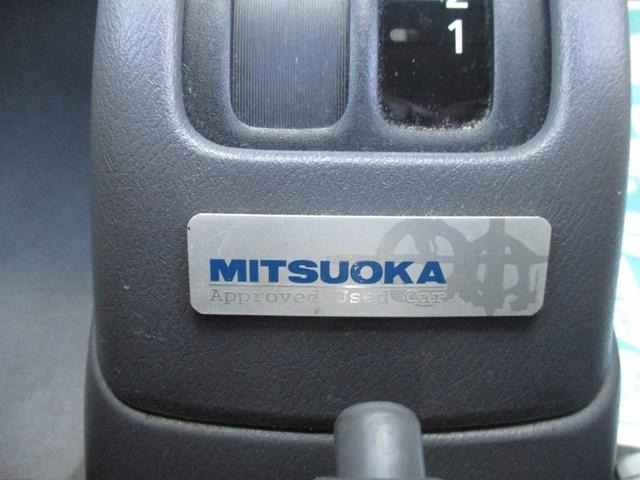 2
1
MITSUOKA
Approved Used Car